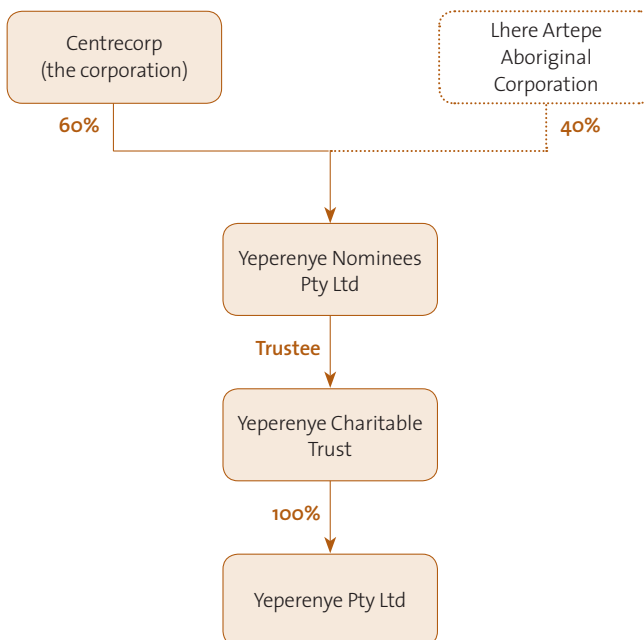 Centrecorp
(the corporation)
Lhere Artepe
Aboriginal
Corporation
60%
40%
Yeperenye Nominees
Pty Ltd
Trustee
Yeperenye Charitable
Trust
100%
Yeperenye Pty Ltd